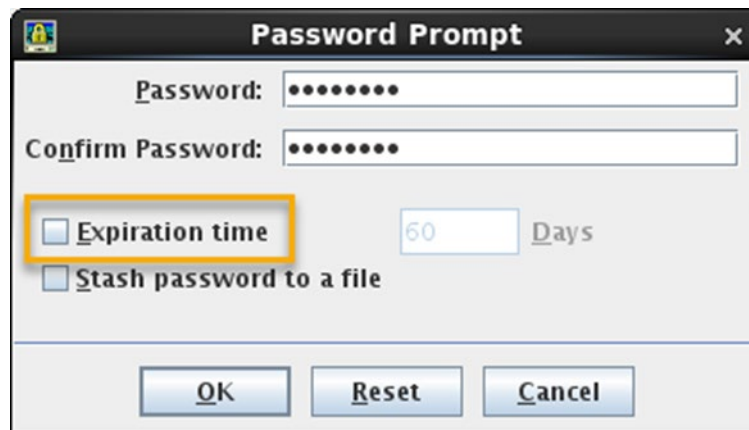 Password Prompt
Password: ••••••••
Confirm Password: ••••••••
Expiration time 60 Days
Stash password to a file
OK Reset Cancel